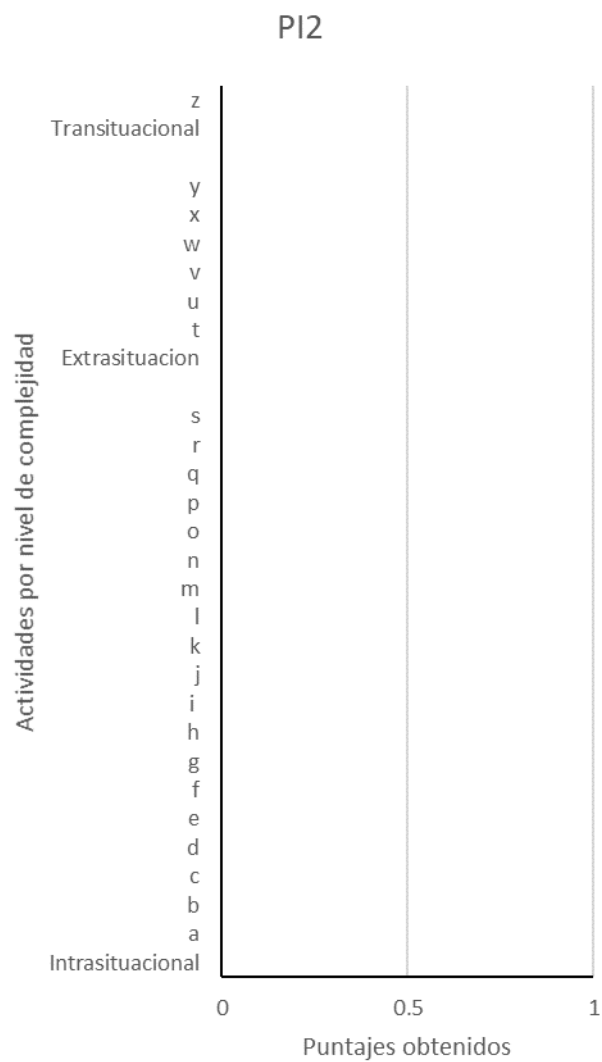 PI2
z
Transituacional
y
x
w
v
u
t
Extrasituacion
s
r
q
p
o
n
m
l
k
j
i
h
g
f
e
d
c
b
a
Intrasituacional
Actividades por nivel de complejidad
0 0.5 1
Puntajes obtenidos